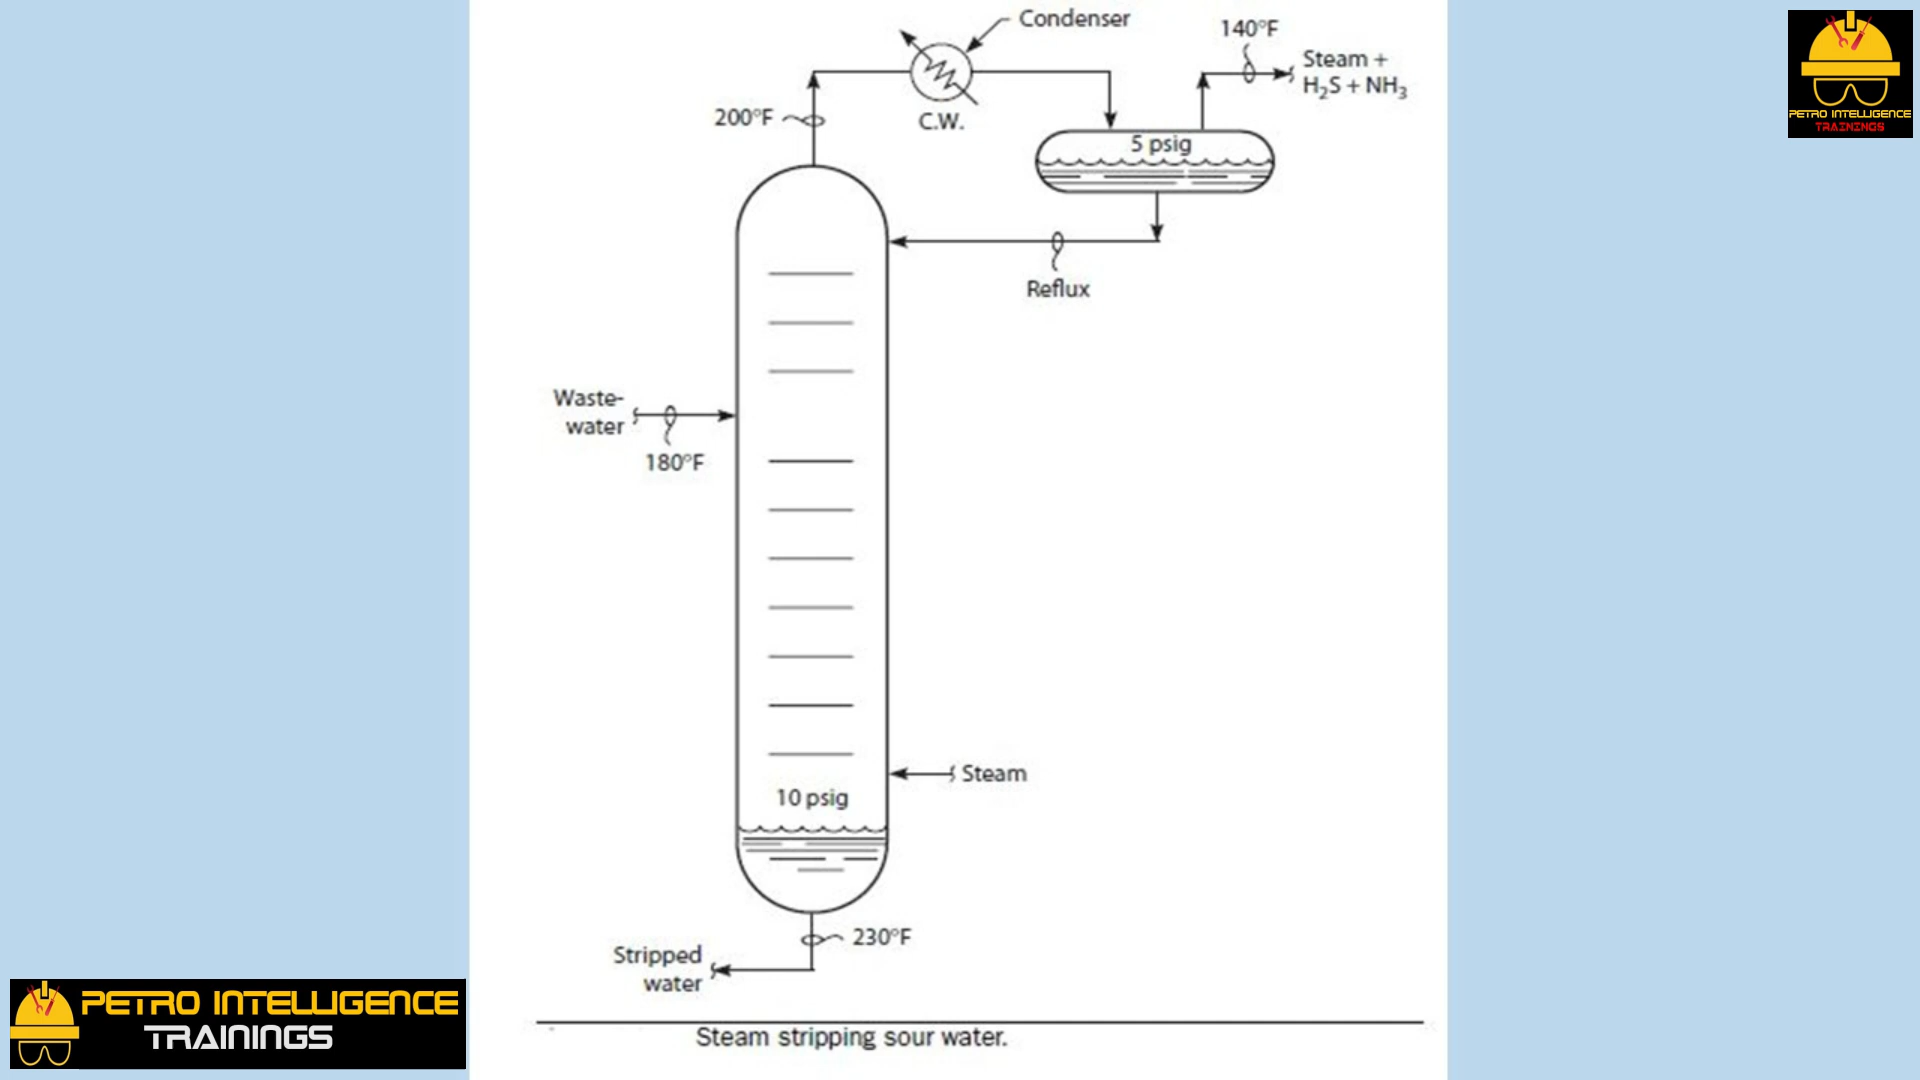 Condenser
140°F
Steam +
H₂S + NH₃
200°F
C.W.
5 psig
Reflux
Waste-
water
180°F
Steam
10 psig
230°F
Stripped
water
Steam stripping sour water.
PETRO INTELLIGENCE
TRAININGS
PETRO INTELLIGENCE
TRAININGS